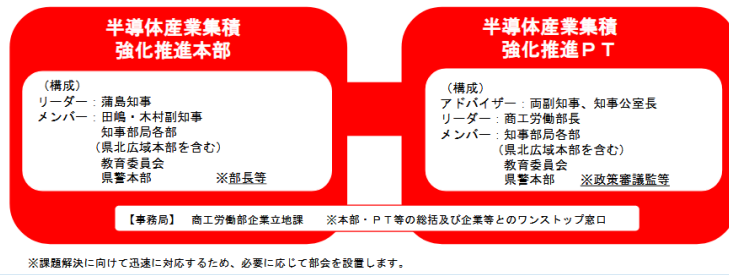 半導体産業集積
強化推進本部
（構成）
リーダー：蒲島知事
メンバー：田嶋・木村副知事
知事部局各部
（県北広域本部を含む）
教育委員会
県警本部　　※部長等
半導体産業集積
強化推進ＰＴ
（構成）
アドバイザー：両副知事、知事公室長
リーダー：商工労働部長
メンバー：知事部局各部
（県北広域本部を含む）
教育委員会
県警本部　　※政策審議監等
【事務局】　商工労働部企業立地課　　※本部・ＰＴ等の総括及び企業等とのワンストップ窓口
※課題解決に向けて迅速に対応するため、必要に応じて部会を設置します。